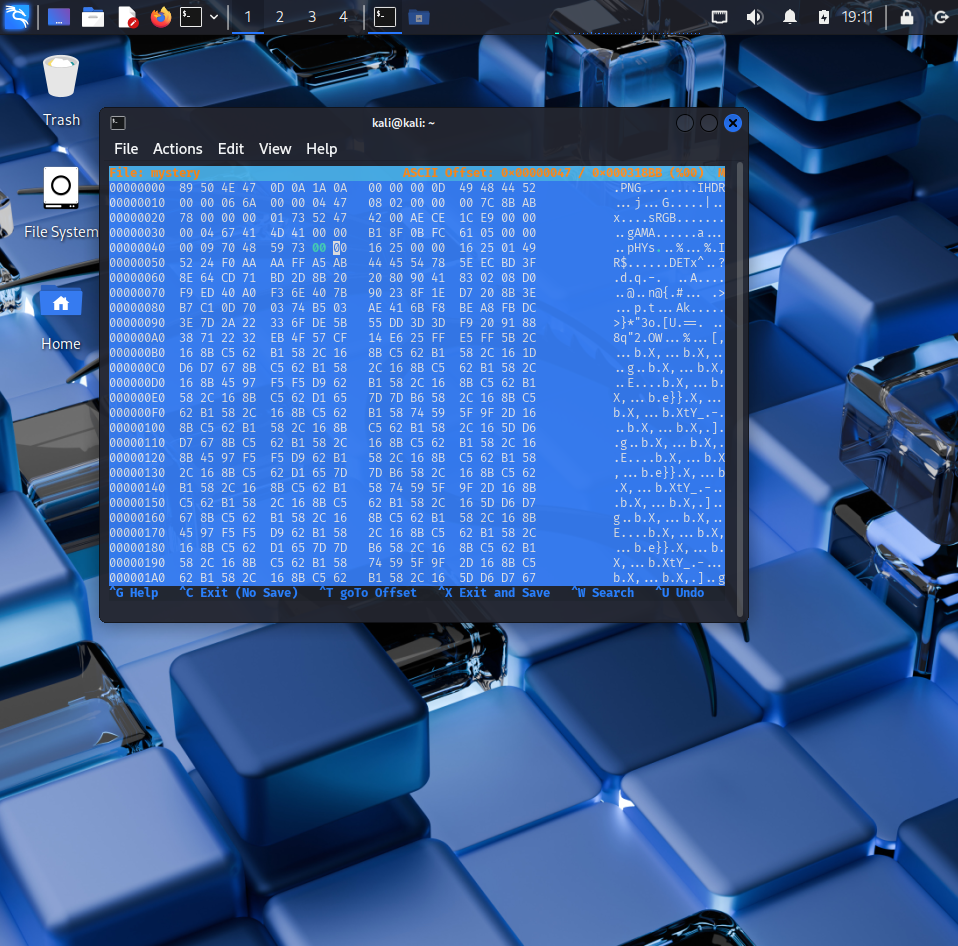 1 2 3 4 19:11
Trash
File System
Home
kali@kali: ~
File Actions Edit View Help
File: mystery ASCII Offset: 0×00000047 / 0×0003188B (%00) M
00000000 89 50 4E 47 0D 0A 1A 0A 00 00 00 0D 49 48 44 52 .PNG........IHDR
00000010 00 00 06 6A 00 00 04 47 08 02 00 00 00 7C 8B AB ...j...G.....|..
00000020 78 00 00 00 01 73 52 47 42 00 AE CE 1C E9 00 00 x....sRGB.......
00000030 00 04 67 41 4D 41 00 00 B1 8F 0B FC 61 05 00 00 ..gAMA......a...
00000040 00 09 70 48 59 73 00 00 16 25 00 00 16 25 01 49 ..pHYs...%...%.I
00000050 52 24 F0 AA AA FF A5 AB 44 45 54 78 5E EC BD 3F R$......DETx^..?
00000060 8E 64 CD 71 BD 2D 8B 20 20 80 90 41 83 02 08 D0 .d.q.-.  ..A....
00000070 F9 ED 40 A0 F3 6E 40 7B 90 23 8F 1E D7 20 8B 3E ..@..n@{.#... .>
00000080 B7 C1 0D 70 03 74 B5 03 AE 41 6B F8 BE A8 FB DC ...p.t...Ak.....
00000090 3E 7D 2A 22 33 6F DE 5B 55 DD 3D 3D F9 20 91 88 >}*"3o.[U.==. ..
000000A0 38 71 22 32 EB 4F 57 CF 14 E6 25 FF E5 FF 5B 2C 8q"2.OW...%...[,
000000B0 16 8B C5 62 B1 58 2C 16 8B C5 62 B1 58 2C 16 1D ...b.X,...b.X,..
000000C0 D6 D7 67 8B C5 62 B1 58 2C 16 8B C5 62 B1 58 2C ..g..b.X,...b.X,
000000D0 16 8B 45 97 F5 F5 D9 62 B1 58 2C 16 8B C5 62 B1 ..E....b.X,...b.
000000E0 58 2C 16 8B C5 62 D1 65 7D 7D B6 58 2C 16 8B C5 X,...b.e}}.X,...
000000F0 62 B1 58 2C 16 8B C5 62 B1 58 74 59 5F 9F 2D 16 b.X,...b.XtY_.-.
00000100 8B C5 62 B1 58 2C 16 8B C5 62 B1 58 2C 16 5D D6 ..b.X,...b.X,.].
00000110 D7 67 8B C5 62 B1 58 2C 16 8B C5 62 B1 58 2C 16 .g..b.X,...b.X,.
00000120 8B 45 97 F5 F5 D9 62 B1 58 2C 16 8B C5 62 B1 58 .E....b.X,...b.X
00000130 2C 16 8B C5 62 D1 65 7D 7D B6 58 2C 16 8B C5 62 ,...b.e}}.X,...b
00000140 B1 58 2C 16 8B C5 62 B1 58 74 59 5F 9F 2D 16 8B .X,...b.XtY_.-..
00000150 C5 62 B1 58 2C 16 8B C5 62 B1 58 2C 16 5D D6 D7 .b.X,...b.X,.]..
00000160 67 8B C5 62 B1 58 2C 16 8B C5 62 B1 58 2C 16 8B g..b.X,...b.X,..
00000170 45 97 F5 F5 D9 62 B1 58 2C 16 8B C5 62 B1 58 2C E....b.X,...b.X,
00000180 16 8B C5 62 D1 65 7D 7D B6 58 2C 16 8B C5 62 B1 ...b.e}}.X,...b.
00000190 58 2C 16 8B C5 62 B1 58 74 59 5F 9F 2D 16 8B C5 X,...b.XtY_.-...
000001A0 62 B1 58 2C 16 8B C5 62 B1 58 2C 16 5D D6 D7 67 b.X,...b.X,.]..g
^G Help ^C Exit (No Save) ^T goTo Offset ^X Exit and Save ^W Search ^U Undo